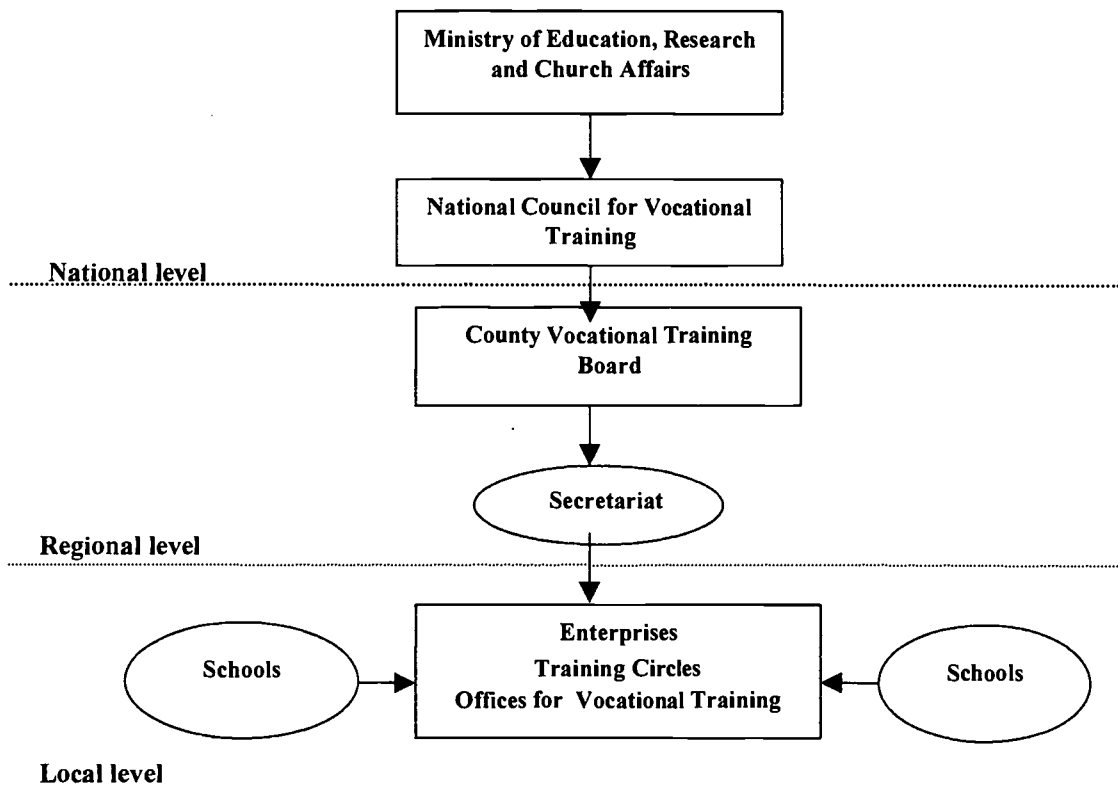 Ministry of Education, Research
and Church Affairs
National Council for Vocational
Training
National level
County Vocational Training
Board
Secretariat
Regional level
Enterprises
Training Circles
Offices for Vocational Training
Schools
Schools
Local level